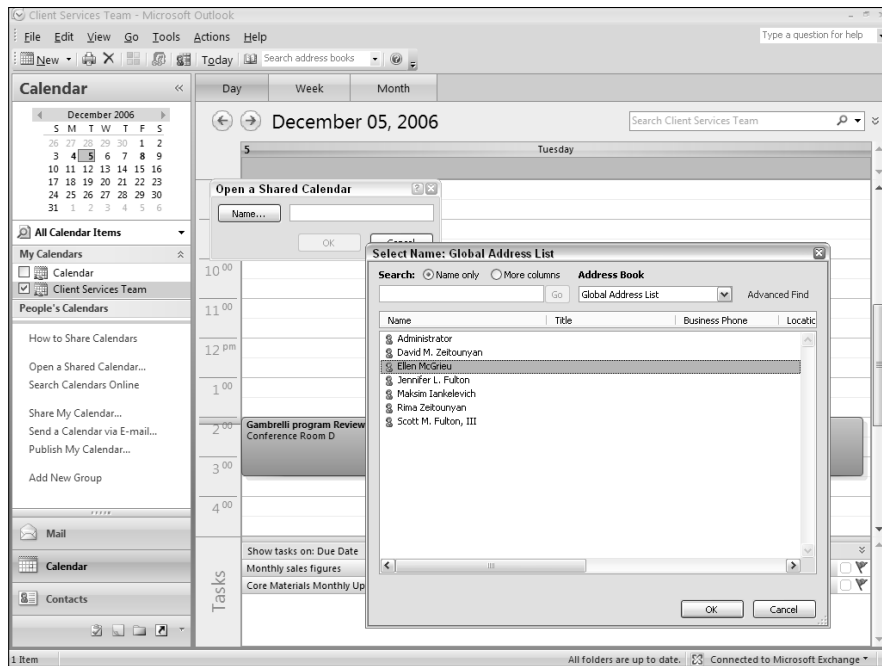 Client Services Team - Microsoft Outlook
File Edit View Go Tools Actions Help
Type a question for help
New Today Search address books
Calendar
December 2006
S M T W T F S
26 27 28 29 30 1 2
3 4 5 6 7 8 9
10 11 12 13 14 15 16
17 18 19 20 21 22 23
24 25 26 27 28 29 30
31 1 2 3 4 5 6
All Calendar Items
My Calendars
Calendar
Client Services Team
People's Calendars
How to Share Calendars
Open a Shared Calendar...
Search Calendars Online
Share My Calendar...
Send a Calendar via E-mail...
Publish My Calendar...
Add New Group
Mail
Calendar
Contacts
Day Week Month
December 05, 2006
Search Client Services Team
5 Tuesday
Open a Shared Calendar
Name...
OK Cancel
10 00
11 00
12 pm
1 00
2 00
3 00
4 00
Gambrelli program Review
Conference Room D
Select Name: Global Address List
Search: Name only More columns Address Book
Go Global Address List Advanced Find
Name Title Business Phone Locatic
Administrator
David M. Zeitounyan
Ellen McGrieu
Jennifer L. Fulton
Maksim Iankelevich
Rima Zeitounyan
Scott M. Fulton, III
OK Cancel
Tasks
Show tasks on: Due Date
Monthly sales figures
Core Materials Monthly Up
1 Item
All folders are up to date. Connected to Microsoft Exchange